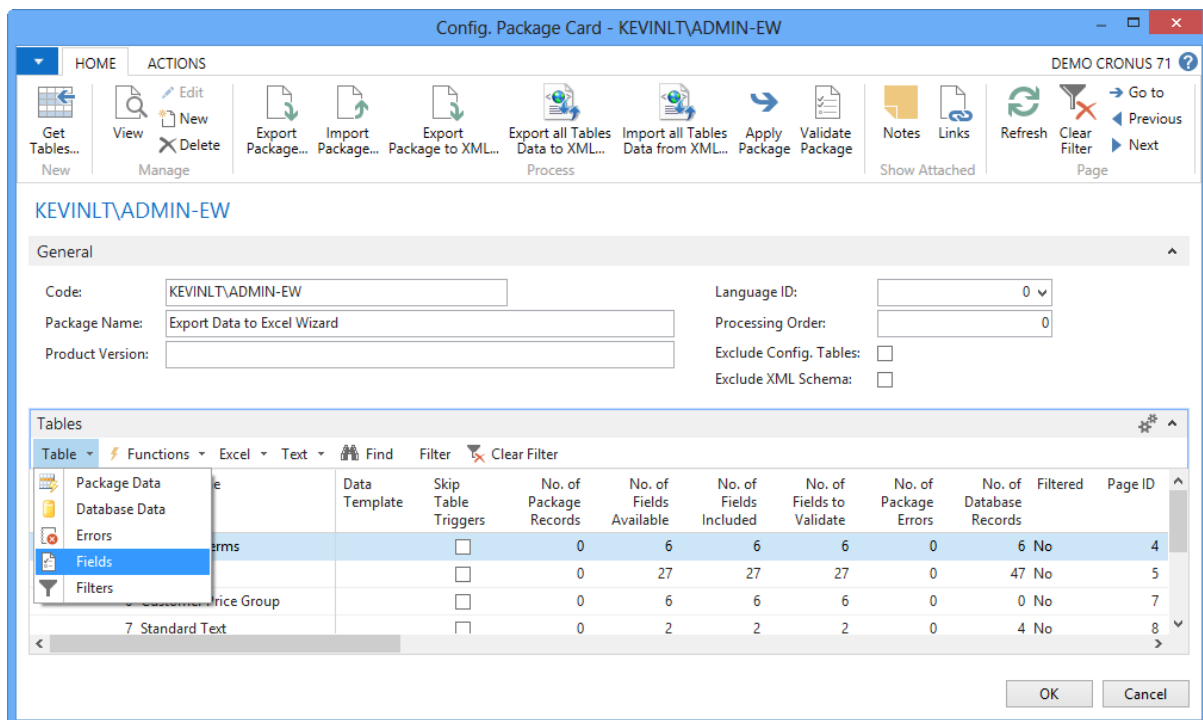 Config. Package Card - KEVINLT\ADMIN-EW
HOME ACTIONS DEMO CRONUS 71
Get Tables...
New
View
Edit
New
Delete
Manage
Export Package...
Import Package...
Export Package to XML...
Export all Tables Data to XML...
Import all Tables Data from XML...
Apply Package
Validate Package
Process
Notes
Links
Show Attached
Refresh
Clear Filter
Go to
Previous
Next
Page
KEVINLT\ADMIN-EW
General
Code: KEVINLT\ADMIN-EW
Package Name: Export Data to Excel Wizard
Product Version:
Language ID: 0
Processing Order: 0
Exclude Config. Tables:
Exclude XML Schema:
Tables
Table Functions Excel Text Find Filter Clear Filter
Package Data
Database Data
Errors
Fields
Filters
e Data Template Skip Table Triggers No. of Package Records No. of Fields Available No. of Fields Included No. of Fields to Validate No. of Package Errors No. of Database Records Filtered Page ID
erms 0 6 6 6 0 6 No 4
0 27 27 27 0 47 No 5
6 Customer Price Group 0 6 6 6 0 0 No 7
7 Standard Text 0 2 2 2 0 4 No 8
OK Cancel